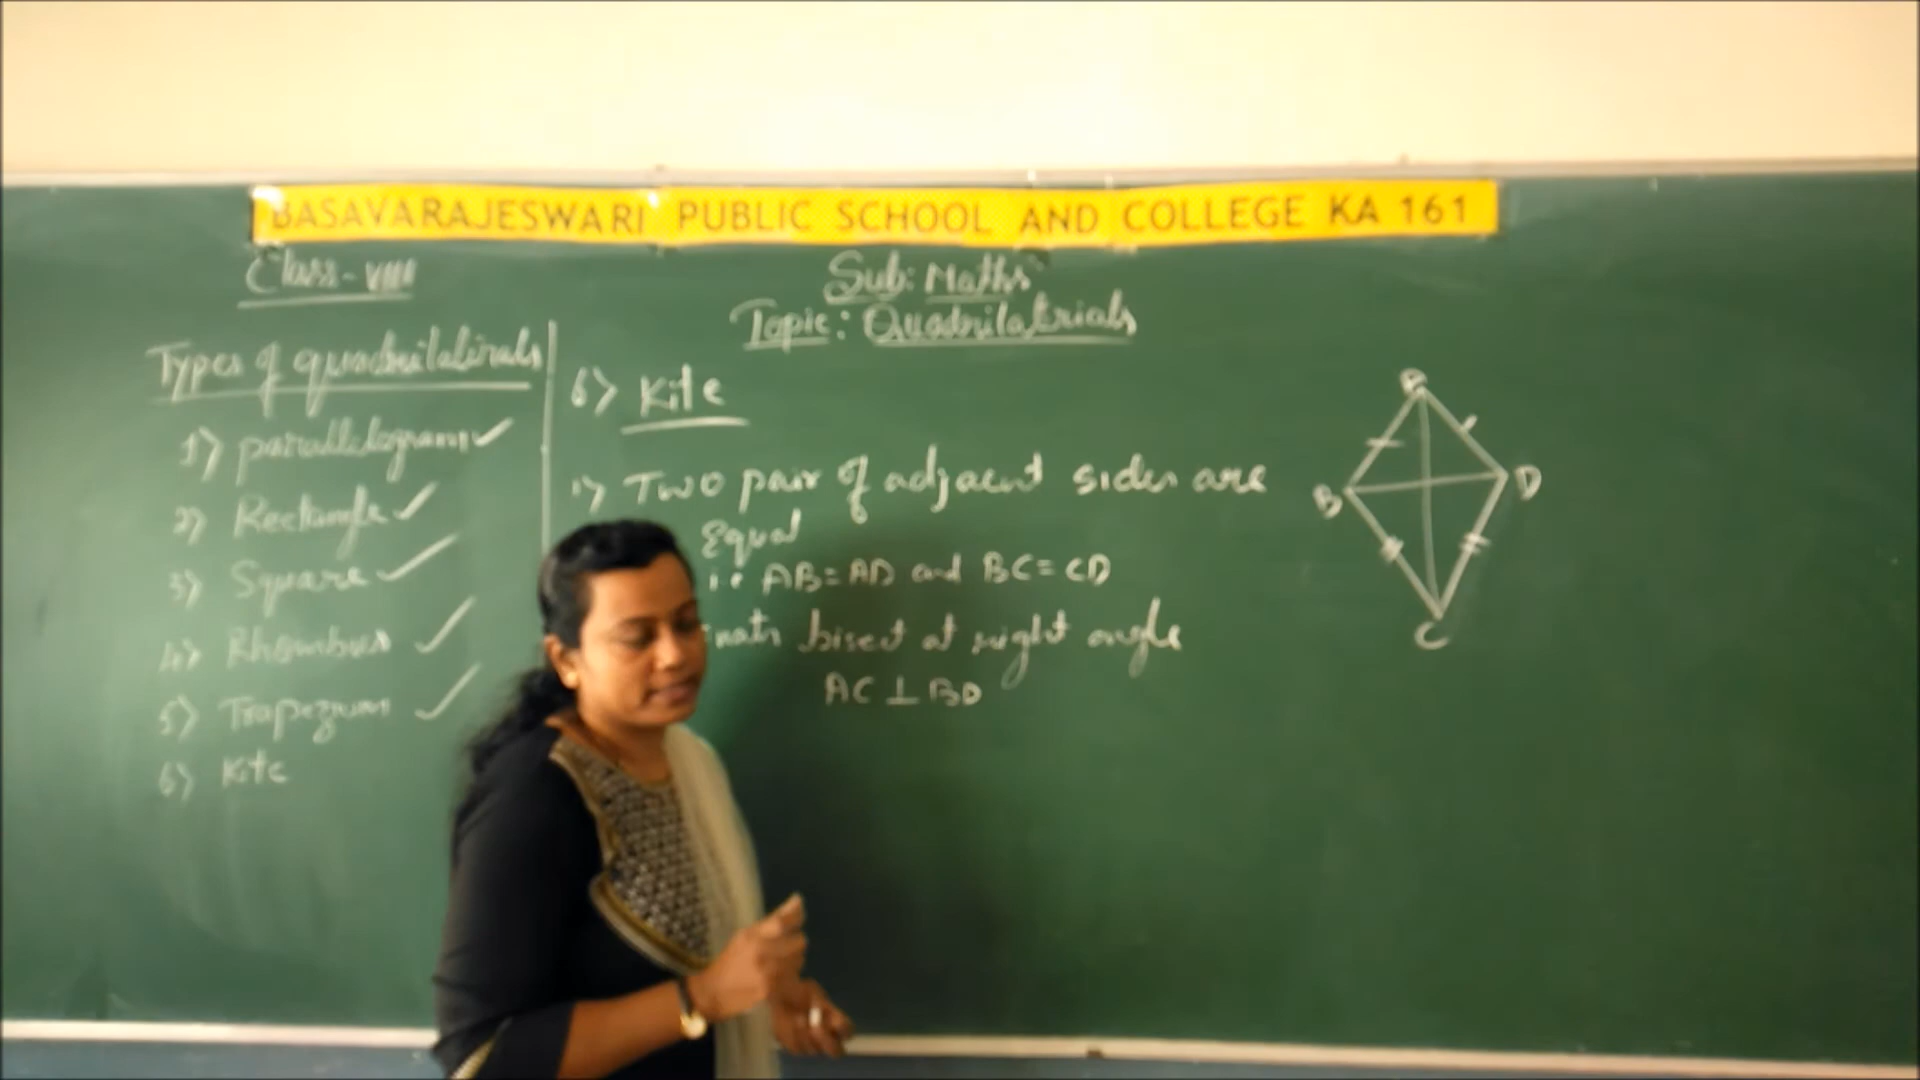 BASAVARAJESWARI PUBLIC SCHOOL AND COLLEGE KA 161
Class - VIII
Sub: Maths
Topic: Quadrilaterials
Types of quadrilaterals
1) parallelogram ✓
2) Rectangle ✓
3) Square ✓
4) Rhombus ✓
5) Trapezium ✓
6) Kite
6) Kite
1) Two pair of adjacent sides are
Equal
i.e AB = AD and BC = CD
bisect at right angle
AC ⊥ BD
B
D
C